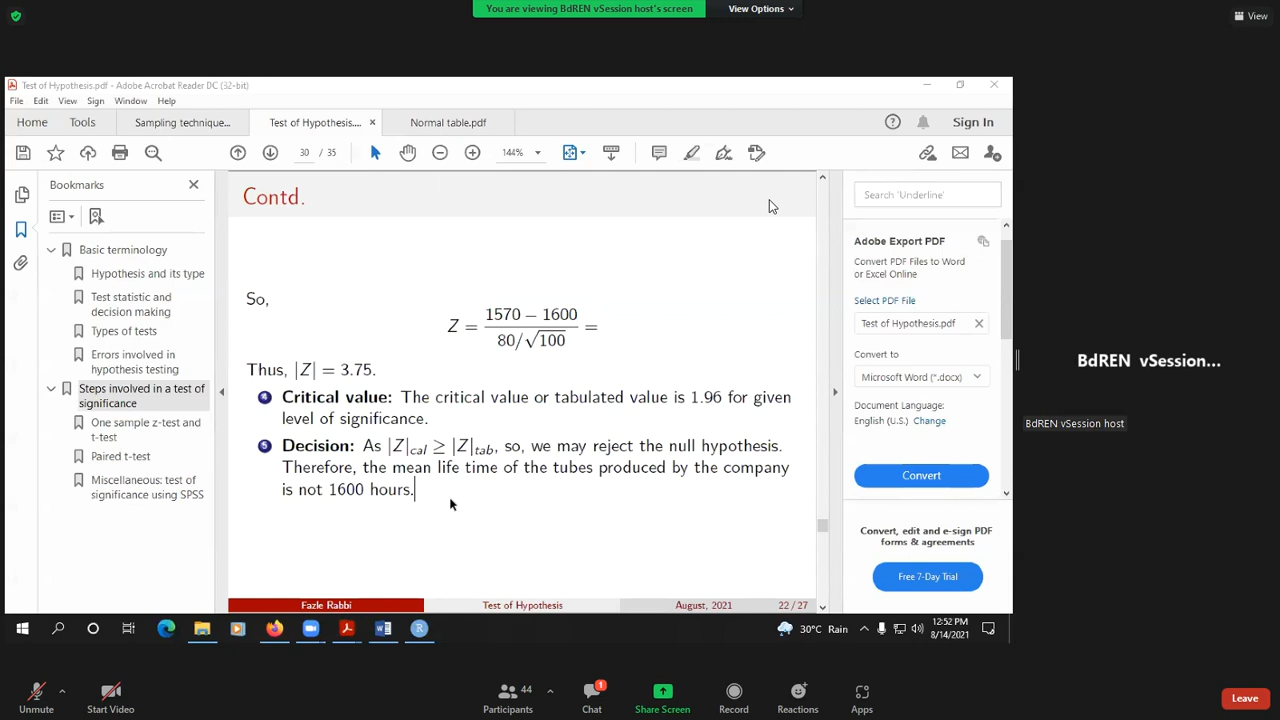 You are viewing BdREN vSession host's screen
View Options
View
Test of Hypothesis.pdf - Adobe Acrobat Reader DC (32-bit)
File Edit View Sign Window Help
Home Tools Sampling technique... Test of Hypothesis.... × Normal table.pdf Sign In
30 / 35 144%
Bookmarks
Basic terminology
Hypothesis and its type
Test statistic and
decision making
Types of tests
Errors involved in
hypothesis testing
Steps involved in a test of
significance
One sample z-test and
t-test
Paired t-test
Miscellaneous: test of
significance using SPSS
Contd.
So,
Z = (1570 − 1600) / (80/√100) =
Thus, |Z| = 3.75.
4 Critical value: The critical value or tabulated value is 1.96 for given
level of significance.
5 Decision: As |Z|cal ≥ |Z|tab, so, we may reject the null hypothesis.
Therefore, the mean life time of the tubes produced by the company
is not 1600 hours.
Fazle Rabbi Test of Hypothesis August, 2021 22 / 27
Search 'Underline'
Adobe Export PDF
Convert PDF Files to Word
or Excel Online
Select PDF File
Test of Hypothesis.pdf ×
Convert to
Microsoft Word (*.docx)
Document Language:
English (U.S.) Change
Convert
Convert, edit and e-sign PDF
forms & agreements
Free 7-Day Trial
BdREN vSession...
BdREN vSession host
30°C Rain
12:52 PM
8/14/2021
Unmute
Start Video
44
Participants
1
Chat
Share Screen
Record
Reactions
Apps
Leave